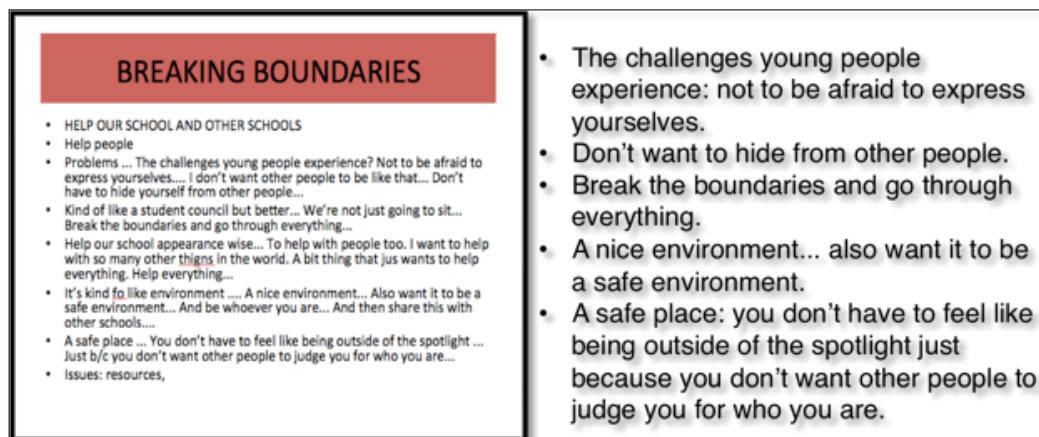 BREAKING BOUNDARIES
• HELP OUR SCHOOL AND OTHER SCHOOLS
• Help people
• Problems ... The challenges young people experience? Not to be afraid to
express yourselves.... I don't want other people to be like that... Don't
have to hide yourself from other people...
• Kind of like a student council but better... We're not just going to sit...
Break the boundaries and go through everything...
• Help our school appearance wise... To help with people too. I want to help
with so many other thigns in the world. A bit thing that jus wants to help
everything. Help everything...
• It's kind fo like environment .... A nice environment... Also want it to be a
safe environment... And be whoever you are... And then share this with
other schools....
• A safe place ... You don't have to feel like being outside of the spotlight ...
Just b/c you don't want other people to judge you for who you are...
• Issues: resources,
• The challenges young people
experience: not to be afraid to express
yourselves.
• Don't want to hide from other people.
• Break the boundaries and go through
everything.
• A nice environment... also want it to be
a safe environment.
• A safe place: you don't have to feel like
being outside of the spotlight just
because you don't want other people to
judge you for who you are.